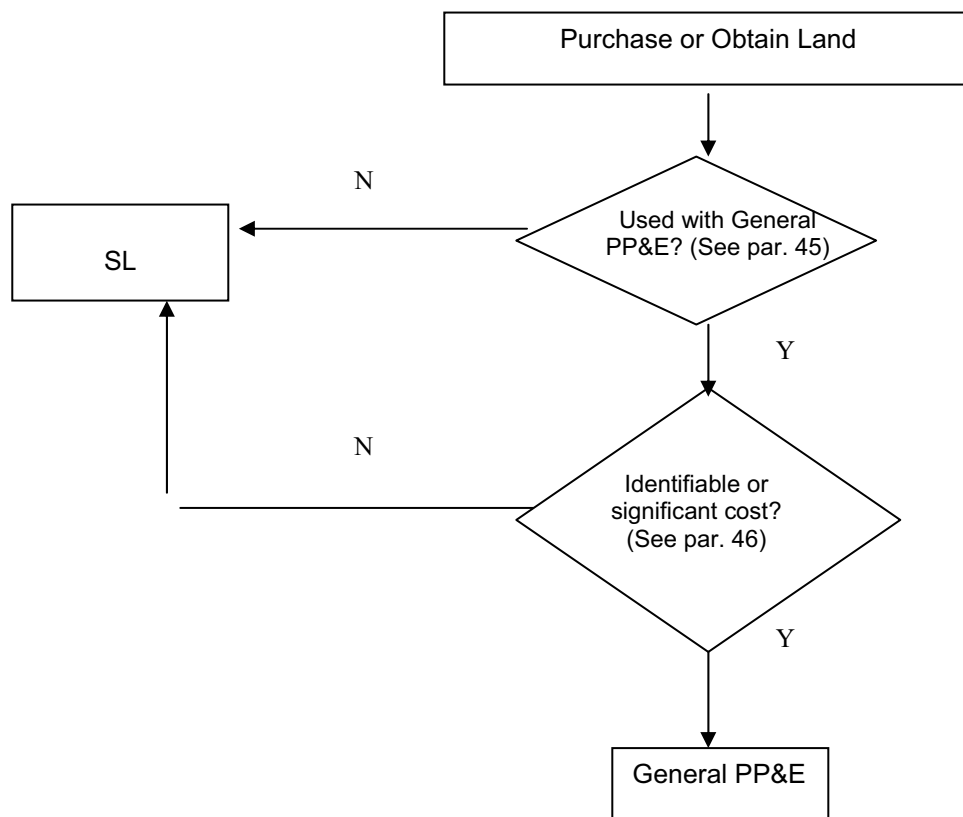 Purchase or Obtain Land
N
Used with General
PP&E? (See par. 45)
SL
Y
N
Identifiable or
significant cost?
(See par. 46)
Y
General PP&E